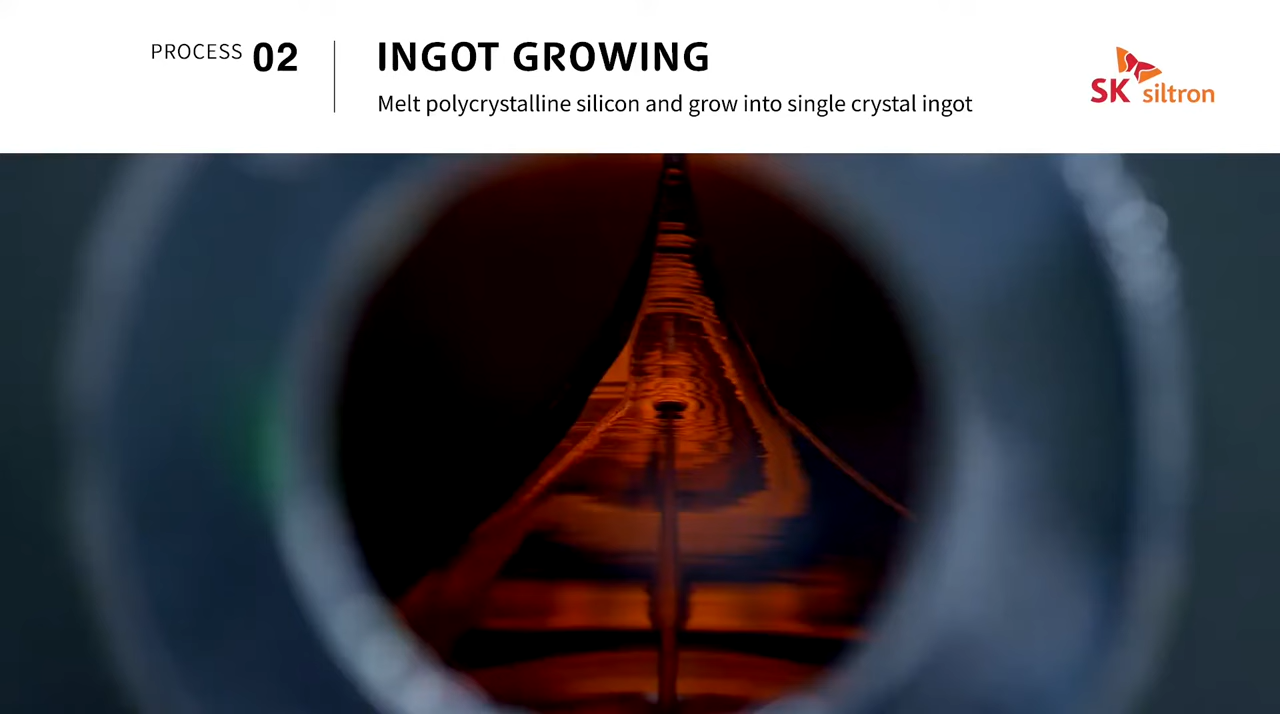 PROCESS 02
INGOT GROWING
Melt polycrystalline silicon and grow into single crystal ingot
SK siltron